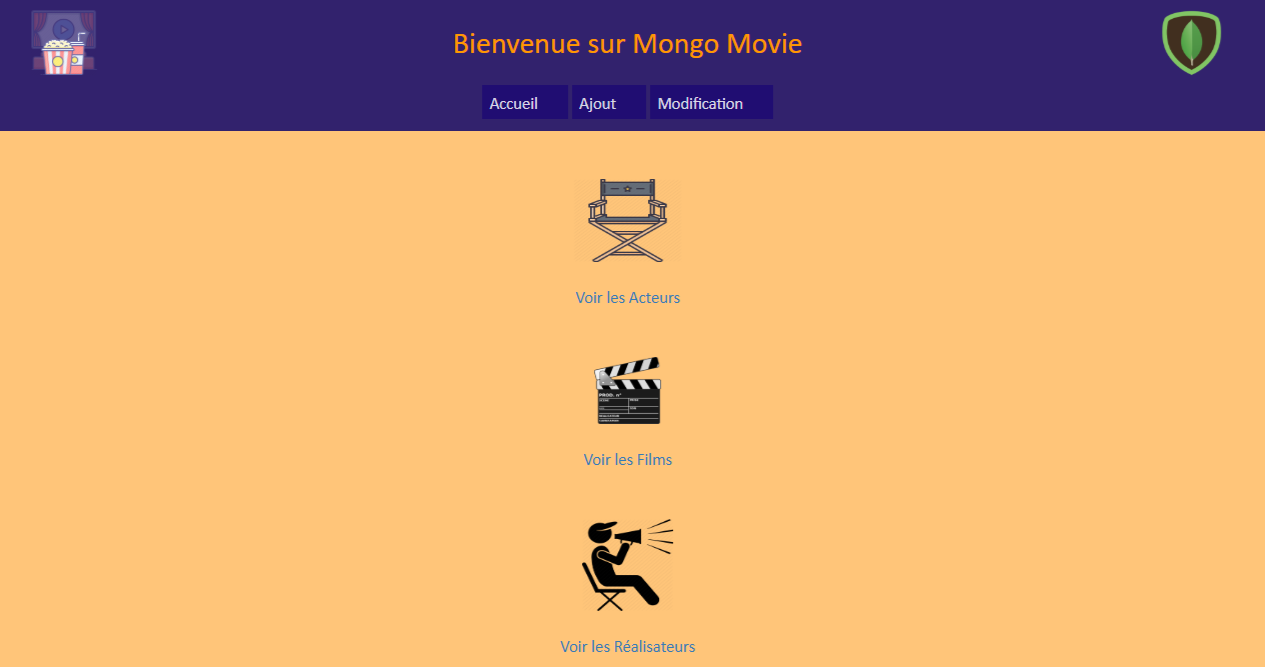 Bienvenue sur Mongo Movie
Accueil
Ajout
Modification
Voir les Acteurs
PROD. n°
Voir les Films
Voir les Réalisateurs